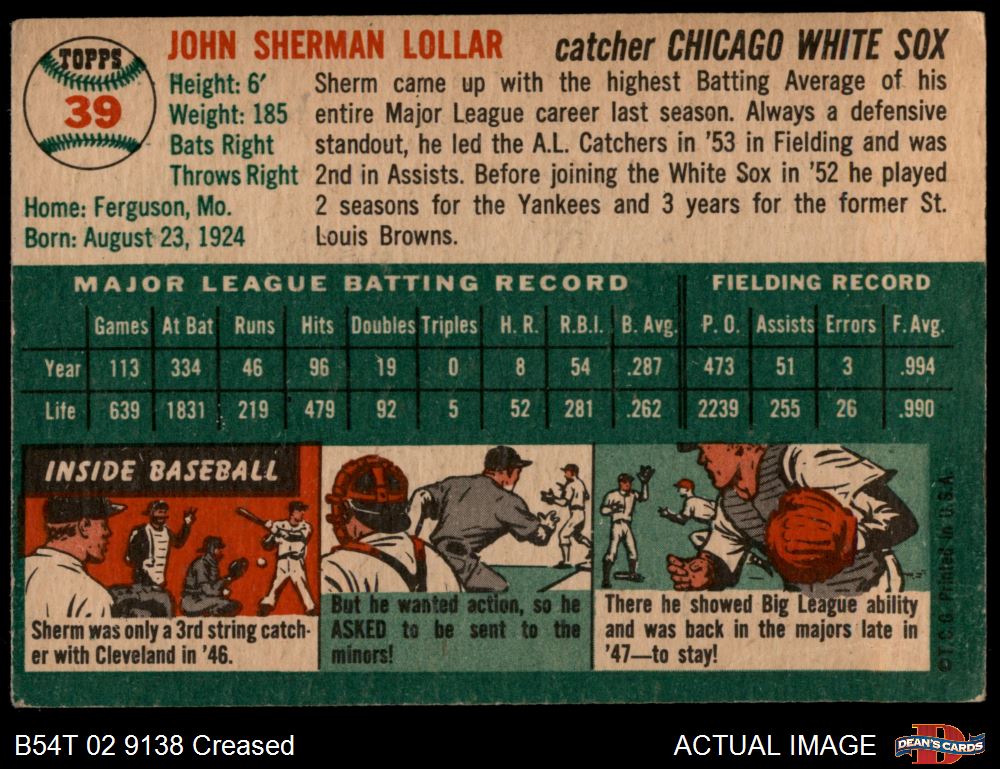 TOPPS
39
JOHN SHERMAN LOLLAR catcher CHICAGO WHITE SOX
Height: 6'
Weight: 185
Bats Right
Throws Right
Home: Ferguson, Mo.
Born: August 23, 1924
Sherm came up with the highest Batting Average of his
entire Major League career last season. Always a defensive
standout, he led the A.L. Catchers in '53 in Fielding and was
2nd in Assists. Before joining the White Sox in '52 he played
2 seasons for the Yankees and 3 years for the former St.
Louis Browns.
MAJOR LEAGUE BATTING RECORD FIELDING RECORD
Games At Bat Runs Hits Doubles Triples H. R. R.B.I. B. Avg. P. O. Assists Errors F. Avg.
Year 113 334 46 96 19 0 8 54 .287 473 51 3 .994
Life 639 1831 219 479 92 5 52 281 .262 2239 255 26 .990
INSIDE BASEBALL
Sherm was only a 3rd string catch-
er with Cleveland in '46.
But he wanted action, so he
ASKED to be sent to the
minors!
There he showed Big League ability
and was back in the majors late in
'47—to stay!
©T.C.G. Printed in U.S.A.
B54T 02 9138 Creased
ACTUAL IMAGE
DEAN'S CARDS